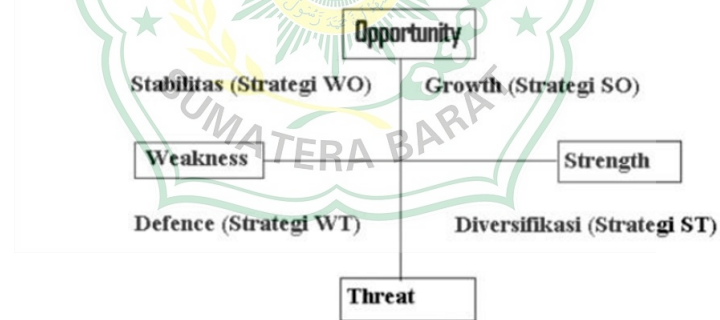 Opportunity
Stabilitas (Strategi WO) Growth (Strategi SO)
SUMATERA BARAT
Weakness Strength
Defence (Strategi WT) Diversifikasi (Strategi ST)
Threat